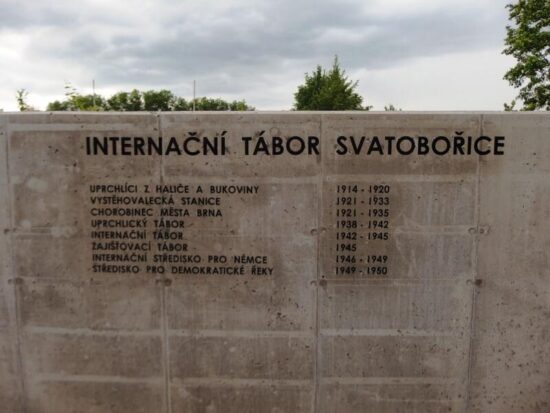 INTERNAČNÍ TÁBOR SVATOBOŘICE
UPRCHLÍCI Z HALIČE A BUKOVINY 1914 - 1920
VYSTĚHOVALECKÁ STANICE 1921 - 1933
CHOROBINEC MĚSTA BRNA 1921 - 1935
UPRCHLICKÝ TÁBOR 1938 - 1942
INTERNAČNÍ TÁBOR 1942 - 1945
ZAJIŠŤOVACÍ TÁBOR 1945
INTERNAČNÍ STŘEDISKO PRO NĚMCE 1946 - 1949
STŘEDISKO PRO DEMOKRATICKÉ ŘEKY 1949 - 1950